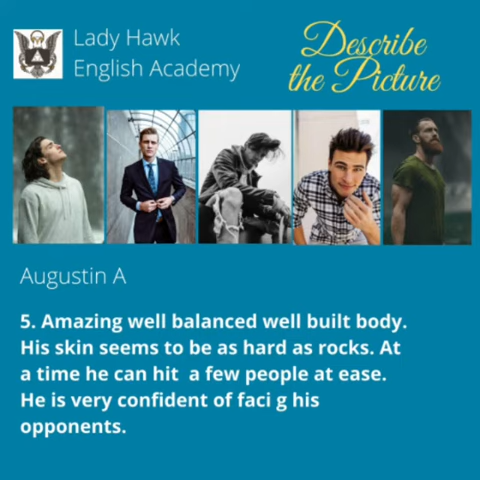 Lady Hawk
English Academy
Describe
the Picture
Augustin A
5. Amazing well balanced well built body.
His skin seems to be as hard as rocks. At
a time he can hit  a few people at ease.
He is very confident of faci g his
opponents.